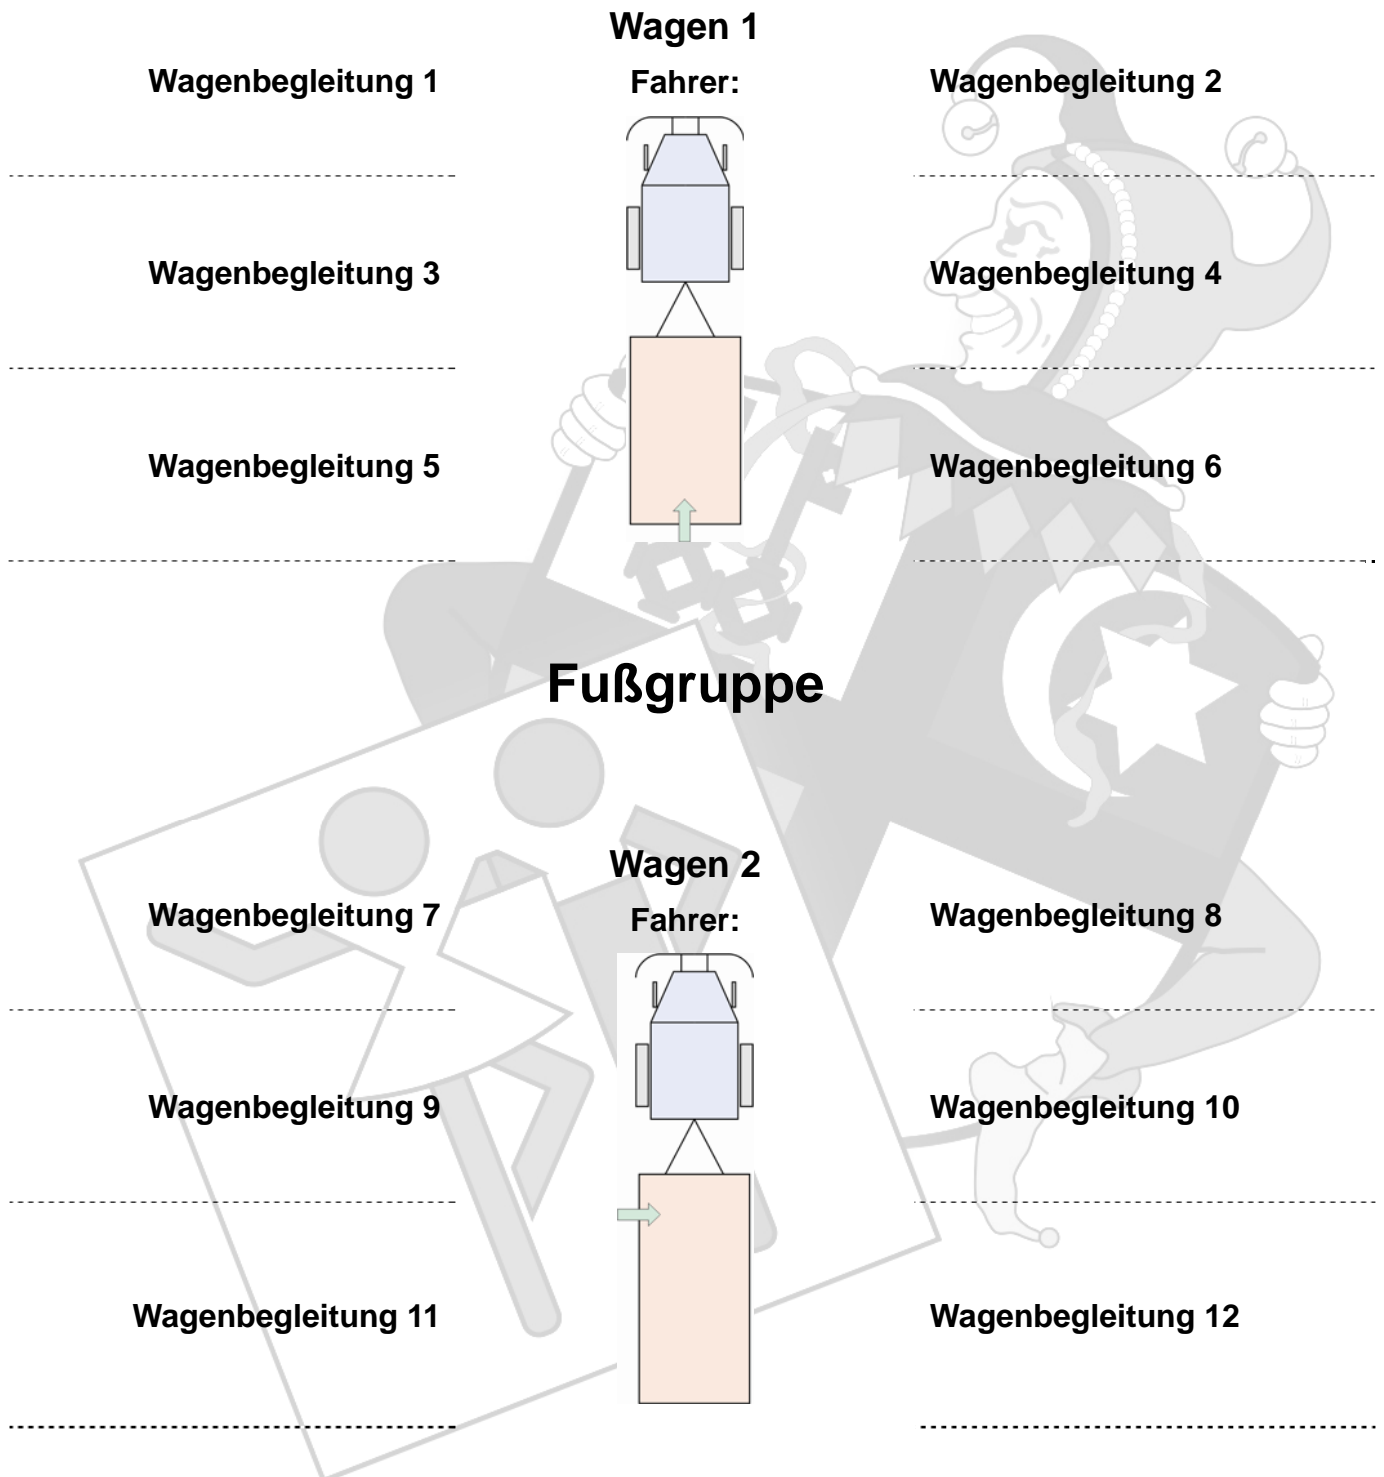 Wagen 1
Wagenbegleitung 1 Fahrer: Wagenbegleitung 2
Wagenbegleitung 3 Wagenbegleitung 4
Wagenbegleitung 5 Wagenbegleitung 6
Fußgruppe
Wagen 2
Wagenbegleitung 7 Fahrer: Wagenbegleitung 8
Wagenbegleitung 9 Wagenbegleitung 10
Wagenbegleitung 11 Wagenbegleitung 12